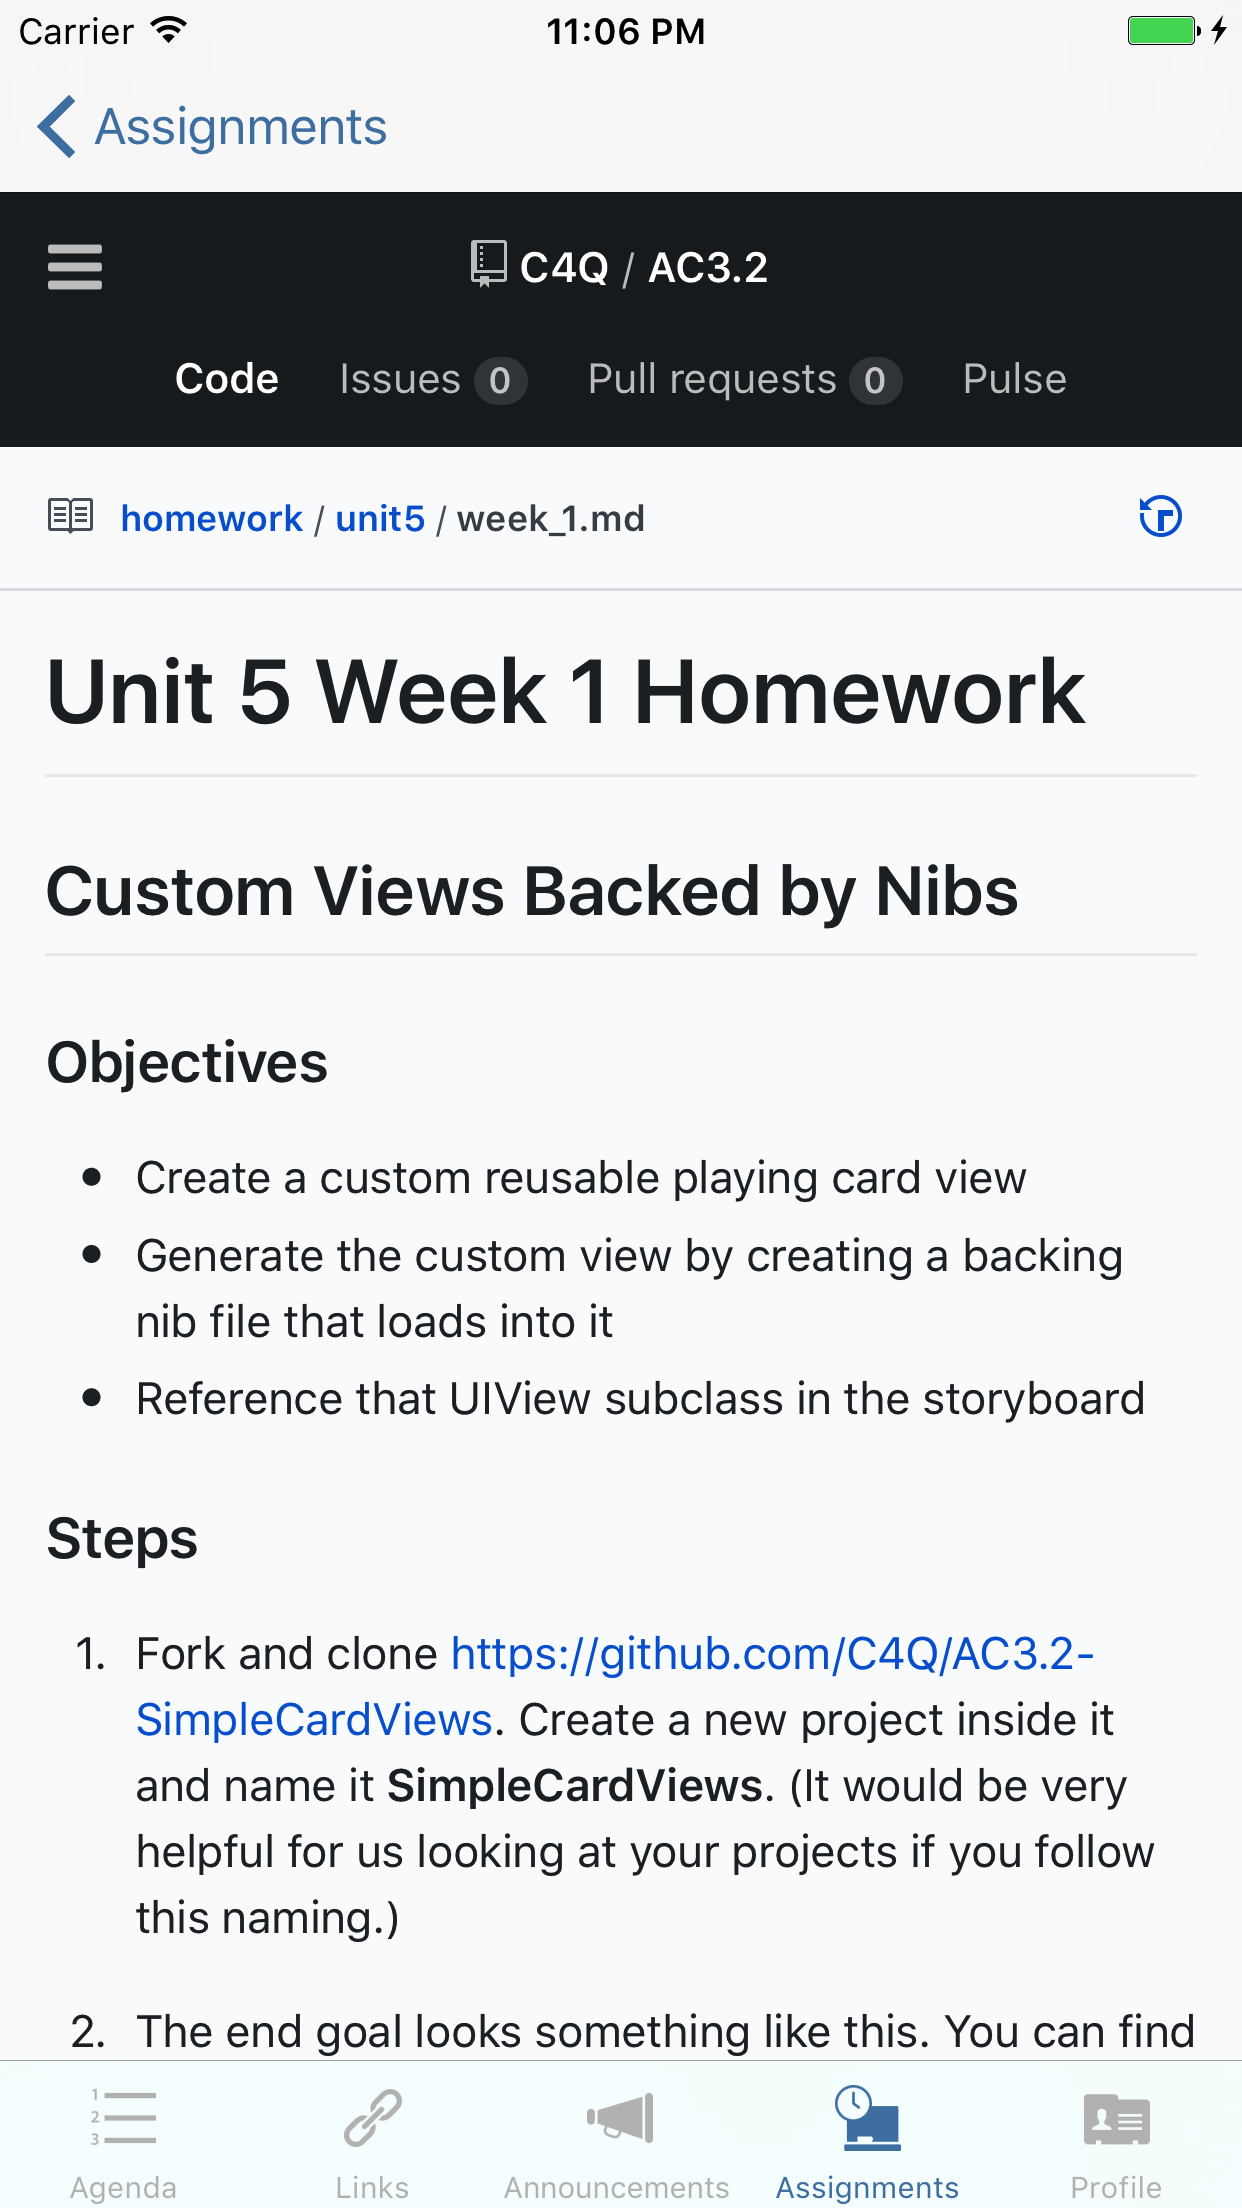 Carrier 11:06 PM
Assignments
C4Q / AC3.2
Code Issues 0 Pull requests 0 Pulse
homework / unit5 / week_1.md
Unit 5 Week 1 Homework
Custom Views Backed by Nibs
Objectives
• Create a custom reusable playing card view
• Generate the custom view by creating a backing
nib file that loads into it
• Reference that UIView subclass in the storyboard
Steps
1. Fork and clone https://github.com/C4Q/AC3.2-
SimpleCardViews. Create a new project inside it
and name it SimpleCardViews. (It would be very
helpful for us looking at your projects if you follow
this naming.)
2. The end goal looks something like this. You can find
1
2
3
Agenda Links Announcements Assignments Profile